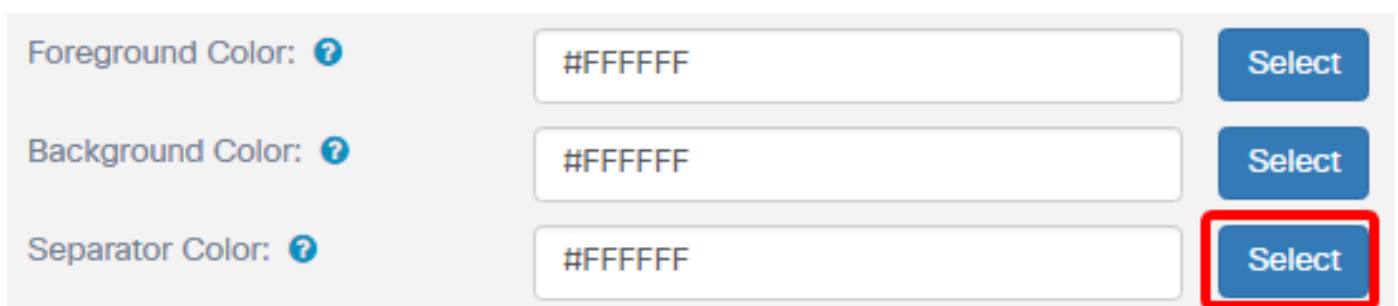 Foreground Color: ? #FFFFFF Select
Background Color: ? #FFFFFF Select
Separator Color: ? #FFFFFF Select